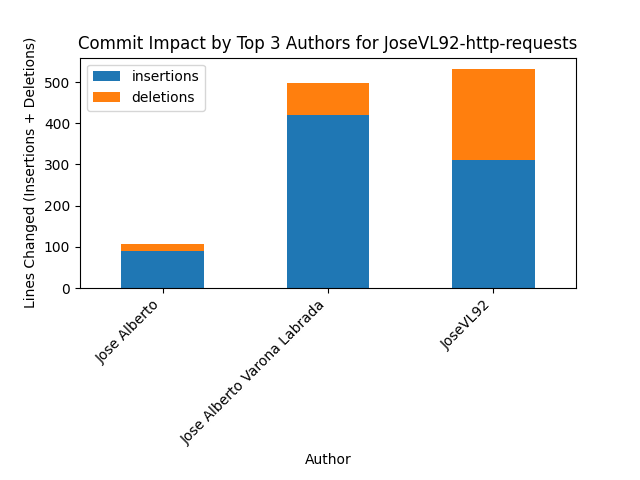 Commit Impact by Top 3 Authors for JoseVL92-http-requests
insertions
deletions
Lines Changed (Insertions + Deletions)
500
400
300
200
100
0
Jose Alberto
Jose Alberto Varona Labrada
JoseVL92
Author